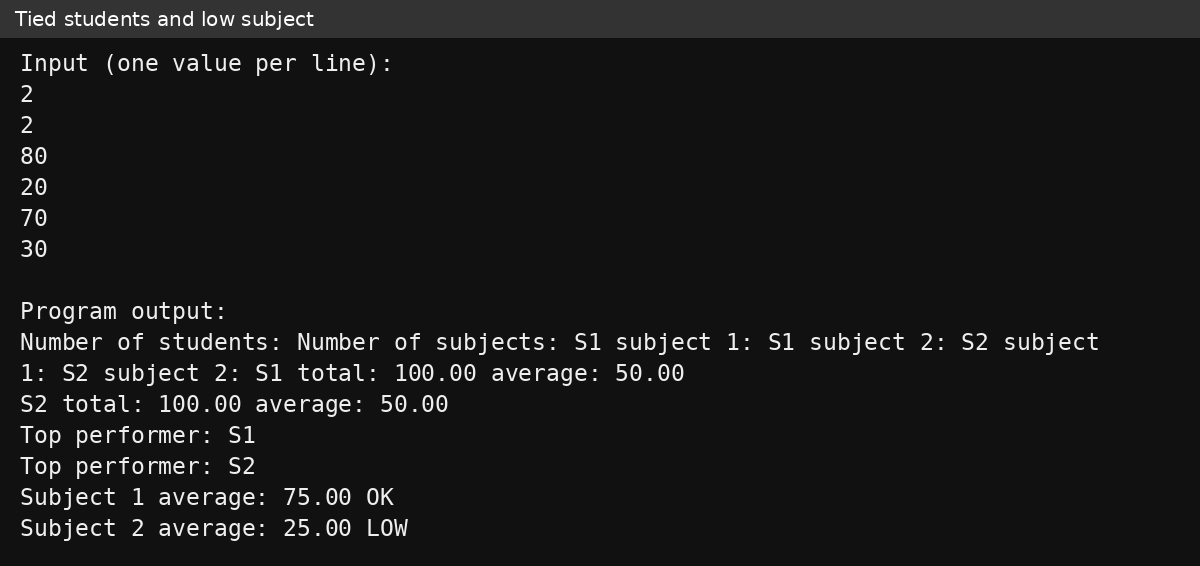 Tied students and low subject
Input (one value per line):
2
2
80
20
70
30
Program output:
Number of students: Number of subjects: S1 subject 1: S1 subject 2: S2 subject
1: S2 subject 2: S1 total: 100.00 average: 50.00
S2 total: 100.00 average: 50.00
Top performer: S1
Top performer: S2
Subject 1 average: 75.00 OK
Subject 2 average: 25.00 LOW